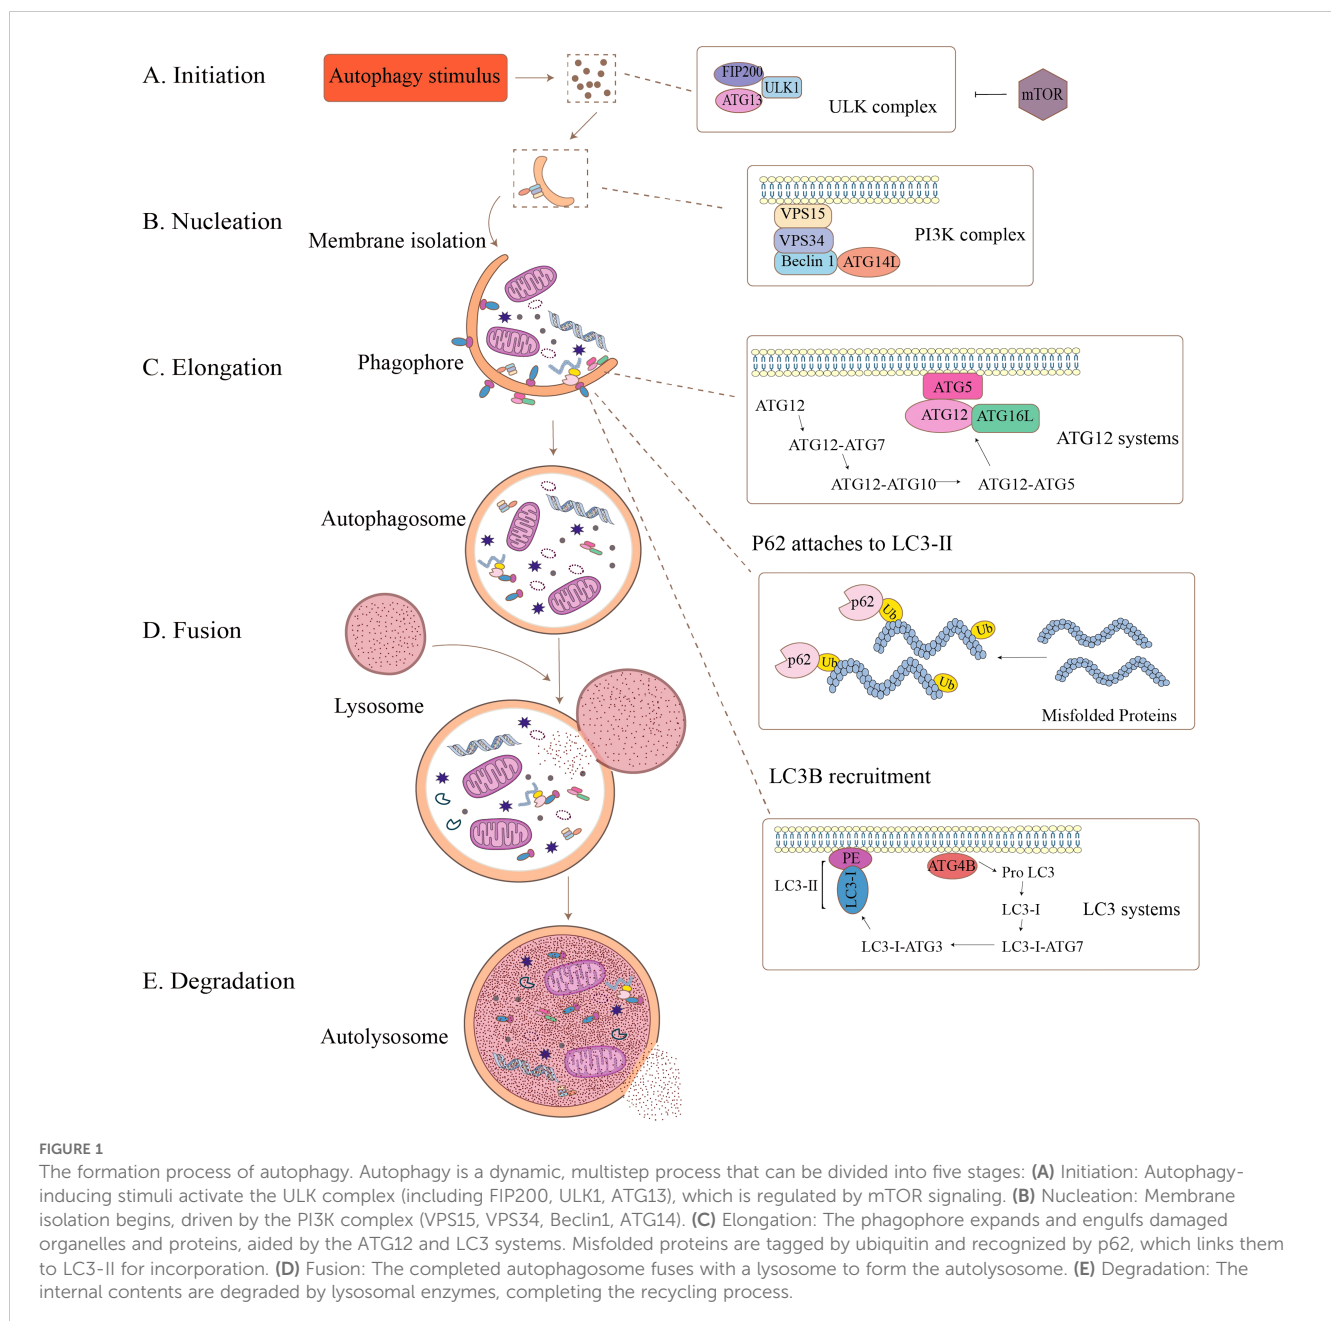 A. Initiation
Autophagy stimulus
FIP200
ULK1
ATG13
ULK complex
mTOR
B. Nucleation
Membrane isolation
VPS15
VPS34
Beclin 1
ATG14L
PI3K complex
C. Elongation
Phagophore
ATG5
ATG12
ATG16L
ATG12
ATG12-ATG7
ATG12-ATG10
ATG12-ATG5
ATG12 systems
Autophagosome
P62 attaches to LC3-II
p62
Ub
Ub
p62
Ub
Ub
Misfolded Proteins
D. Fusion
Lysosome
LC3B recruitment
PE
LC3-I
LC3-II
ATG4B
Pro LC3
LC3-I
LC3-I-ATG7
LC3-I-ATG3
LC3 systems
E. Degradation
Autolysosome
FIGURE 1
The formation process of autophagy. Autophagy is a dynamic, multistep process that can be divided into five stages: (A) Initiation: Autophagy-
inducing stimuli activate the ULK complex (including FIP200, ULK1, ATG13), which is regulated by mTOR signaling. (B) Nucleation: Membrane
isolation begins, driven by the PI3K complex (VPS15, VPS34, Beclin1, ATG14). (C) Elongation: The phagophore expands and engulfs damaged
organelles and proteins, aided by the ATG12 and LC3 systems. Misfolded proteins are tagged by ubiquitin and recognized by p62, which links them
to LC3-II for incorporation. (D) Fusion: The completed autophagosome fuses with a lysosome to form the autolysosome. (E) Degradation: The
internal contents are degraded by lysosomal enzymes, completing the recycling process.